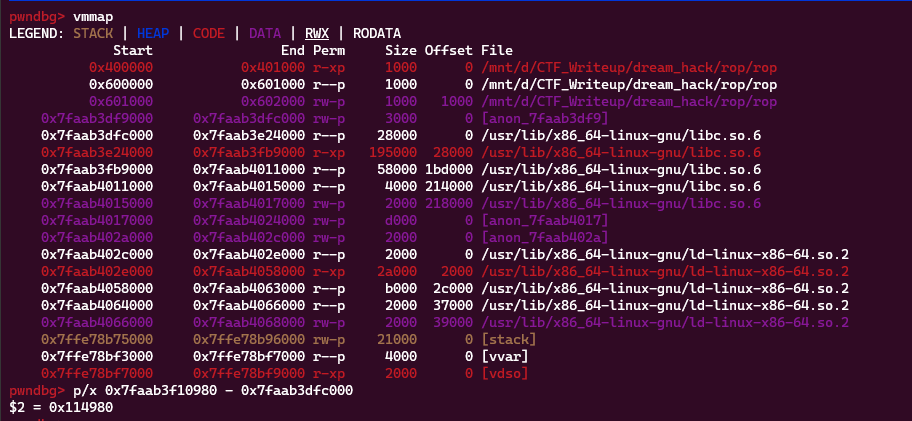 pwndbg> vmmap
LEGEND: STACK | HEAP | CODE | DATA | RWX | RODATA
Start End Perm Size Offset File
0x400000 0x401000 r-xp 1000 0 /mnt/d/CTF_Writeup/dream_hack/rop/rop
0x600000 0x601000 r--p 1000 0 /mnt/d/CTF_Writeup/dream_hack/rop/rop
0x601000 0x602000 rw-p 1000 1000 /mnt/d/CTF_Writeup/dream_hack/rop/rop
0x7faab3df9000 0x7faab3dfc000 rw-p 3000 0 [anon_7faab3df9]
0x7faab3dfc000 0x7faab3e24000 r--p 28000 0 /usr/lib/x86_64-linux-gnu/libc.so.6
0x7faab3e24000 0x7faab3fb9000 r-xp 195000 28000 /usr/lib/x86_64-linux-gnu/libc.so.6
0x7faab3fb9000 0x7faab4011000 r--p 58000 1bd000 /usr/lib/x86_64-linux-gnu/libc.so.6
0x7faab4011000 0x7faab4015000 r--p 4000 214000 /usr/lib/x86_64-linux-gnu/libc.so.6
0x7faab4015000 0x7faab4017000 rw-p 2000 218000 /usr/lib/x86_64-linux-gnu/libc.so.6
0x7faab4017000 0x7faab4024000 rw-p d000 0 [anon_7faab4017]
0x7faab402a000 0x7faab402c000 rw-p 2000 0 [anon_7faab402a]
0x7faab402c000 0x7faab402e000 r--p 2000 0 /usr/lib/x86_64-linux-gnu/ld-linux-x86-64.so.2
0x7faab402e000 0x7faab4058000 r-xp 2a000 2000 /usr/lib/x86_64-linux-gnu/ld-linux-x86-64.so.2
0x7faab4058000 0x7faab4063000 r--p b000 2c000 /usr/lib/x86_64-linux-gnu/ld-linux-x86-64.so.2
0x7faab4064000 0x7faab4066000 r--p 2000 37000 /usr/lib/x86_64-linux-gnu/ld-linux-x86-64.so.2
0x7faab4066000 0x7faab4068000 rw-p 2000 39000 /usr/lib/x86_64-linux-gnu/ld-linux-x86-64.so.2
0x7ffe78b75000 0x7ffe78b96000 rw-p 21000 0 [stack]
0x7ffe78bf3000 0x7ffe78bf7000 r--p 4000 0 [vvar]
0x7ffe78bf7000 0x7ffe78bf9000 r-xp 2000 0 [vdso]
pwndbg> p/x 0x7faab3f10980 - 0x7faab3dfc000
$2 = 0x114980